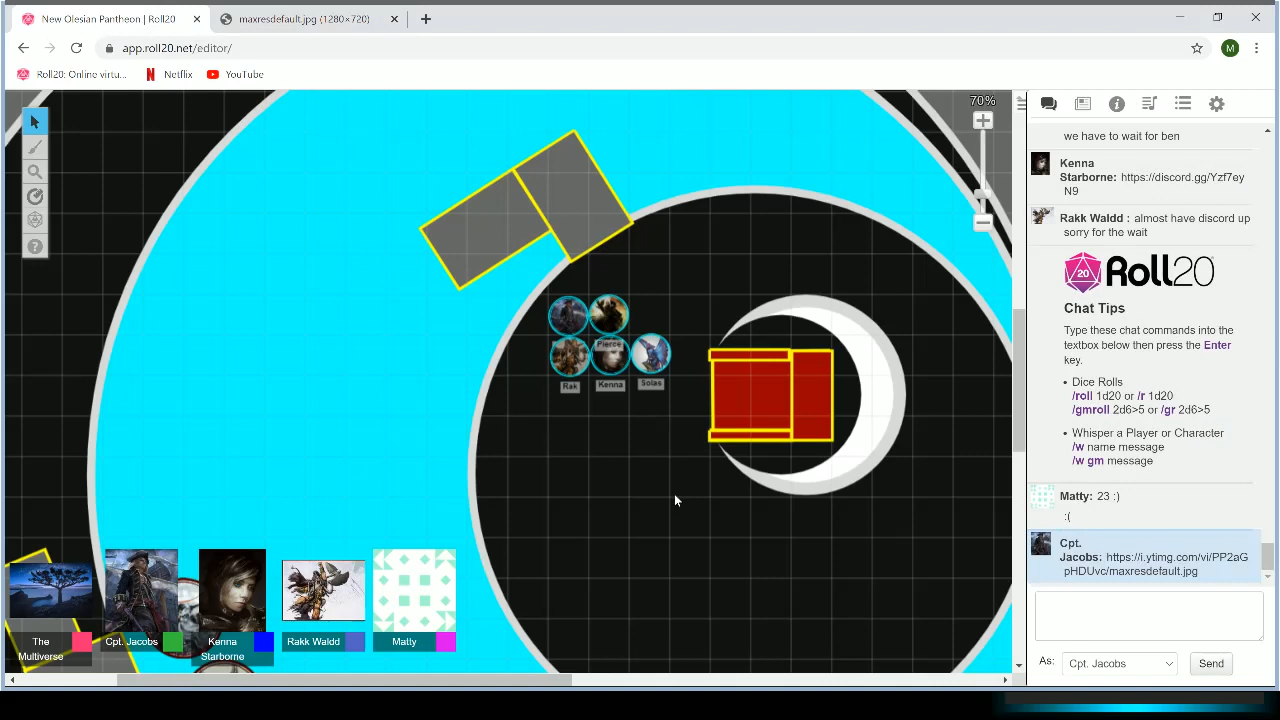 New Olesian Pantheon | Roll20
maxresdefault.jpg (1280×720)
app.roll20.net/editor/
M
Roll20: Online virtu...
Netflix
YouTube
70%
we have to wait for ben
Kenna
Starborne: https://discord.gg/Yzf7ey
N9
Rakk Waldd : almost have discord up
sorry for the wait
20
Roll20
Chat Tips
Type these chat commands into the
textbox below then press the Enter
key.
Dice Rolls
/roll 1d20 or /r 1d20
/gmroll 2d6>5 or /gr 2d6>5
Whisper a Player or Character
/w name message
/w gm message
Matty: 23 :)
:(
Cpt.
Jacobs: https://i.ytimg.com/vi/PP2aG
pHDUvc/maxresdefault.jpg
As:
Cpt. Jacobs
Send
Pierce
Rak
Kenna
Solas
The
Multiverse
Cpt. Jacobs
Kenna
Starborne
Rakk Waldd
Matty